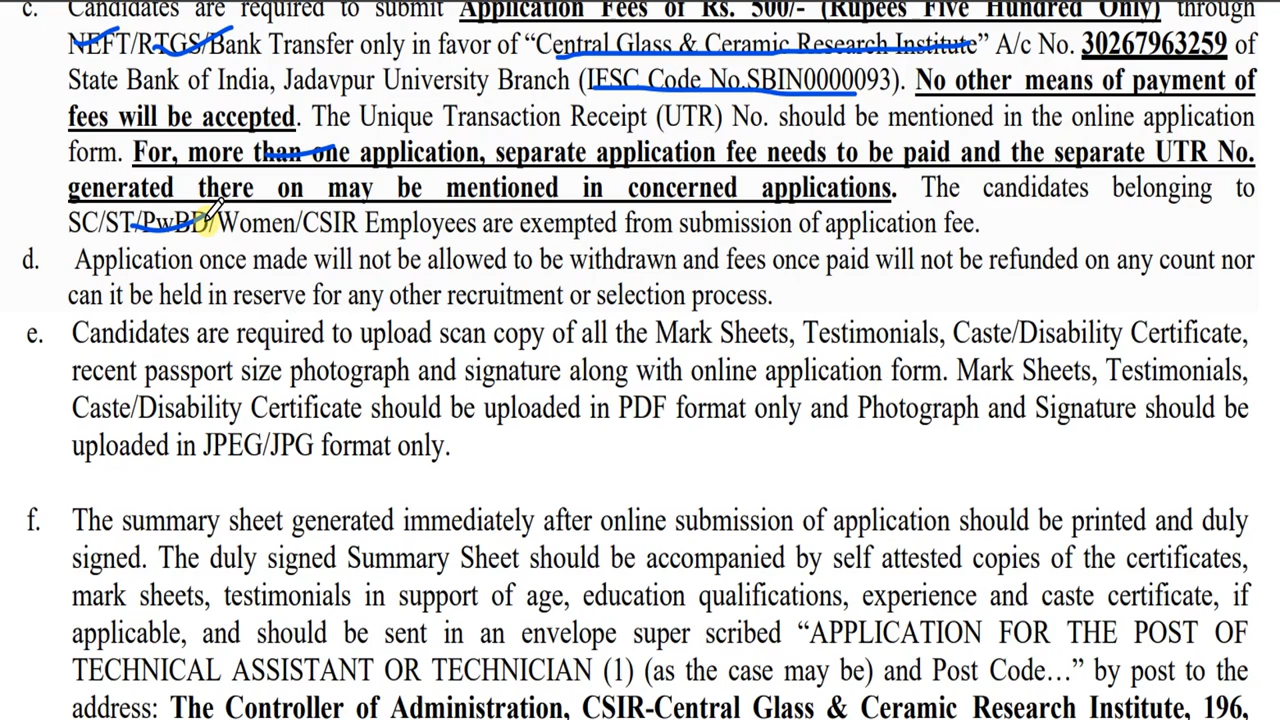 c. Candidates are required to submit Application Fees of Rs. 500/- (Rupees Five Hundred Only) through
NEFT/RTGS/Bank Transfer only in favor of “Central Glass & Ceramic Research Institute” A/c No. 30267963259 of
State Bank of India, Jadavpur University Branch (IFSC Code No.SBIN0000093). No other means of payment of
fees will be accepted. The Unique Transaction Receipt (UTR) No. should be mentioned in the online application
form. For, more than one application, separate application fee needs to be paid and the separate UTR No.
generated there on may be mentioned in concerned applications. The candidates belonging to
SC/ST/PwBD/Women/CSIR Employees are exempted from submission of application fee.
d. Application once made will not be allowed to be withdrawn and fees once paid will not be refunded on any count nor
can it be held in reserve for any other recruitment or selection process.
e. Candidates are required to upload scan copy of all the Mark Sheets, Testimonials, Caste/Disability Certificate,
recent passport size photograph and signature along with online application form. Mark Sheets, Testimonials,
Caste/Disability Certificate should be uploaded in PDF format only and Photograph and Signature should be
uploaded in JPEG/JPG format only.
f. The summary sheet generated immediately after online submission of application should be printed and duly
signed. The duly signed Summary Sheet should be accompanied by self attested copies of the certificates,
mark sheets, testimonials in support of age, education qualifications, experience and caste certificate, if
applicable, and should be sent in an envelope super scribed “APPLICATION FOR THE POST OF
TECHNICAL ASSISTANT OR TECHNICIAN (1) (as the case may be) and Post Code…” by post to the
address: The Controller of Administration, CSIR-Central Glass & Ceramic Research Institute, 196,